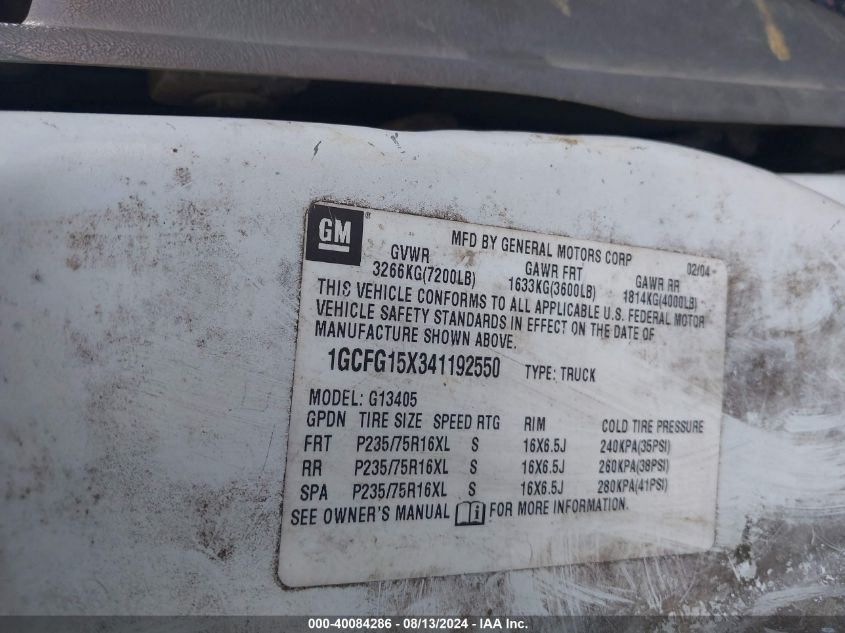 GM ®
MFD BY GENERAL MOTORS CORP 02/04
GVWR GAWR FRT GAWR RR
3266KG(7200LB) 1633KG(3600LB) 1814KG(4000LB)
THIS VEHICLE CONFORMS TO ALL APPLICABLE U.S. FEDERAL MOTOR
VEHICLE SAFETY STANDARDS IN EFFECT ON THE DATE OF
MANUFACTURE SHOWN ABOVE.
1GCFG15X341192550 TYPE: TRUCK
MODEL: G13405
GPDN TIRE SIZE SPEED RTG RIM COLD TIRE PRESSURE
FRT P235/75R16XL S 16X6.5J 240KPA(35PSI)
RR P235/75R16XL S 16X6.5J 260KPA(38PSI)
SPA P235/75R16XL S 16X6.5J 280KPA(41PSI)
SEE OWNER'S MANUAL FOR MORE INFORMATION.
000-40084286 - 08/13/2024 - IAA Inc.